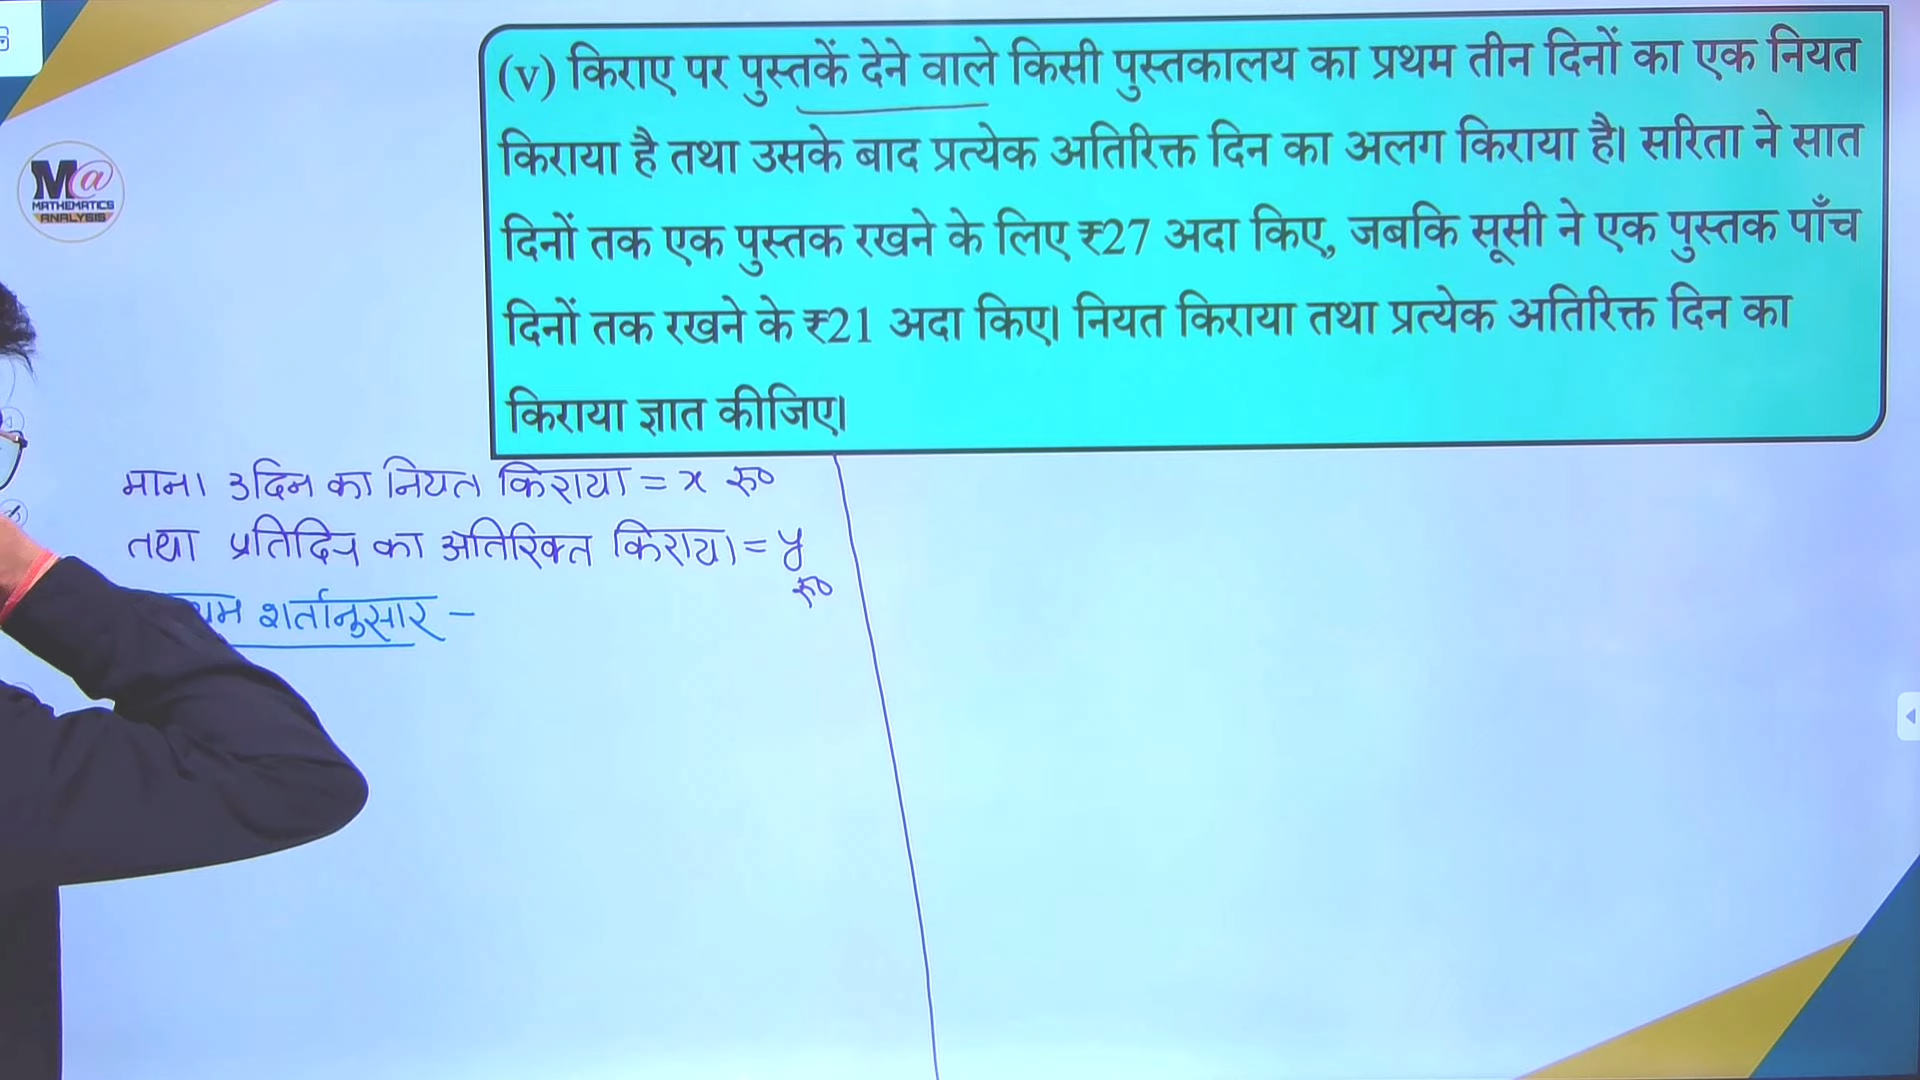 (v) किराए पर पुस्तकें देने वाले किसी पुस्तकालय का प्रथम तीन दिनों का एक नियत
किराया है तथा उसके बाद प्रत्येक अतिरिक्त दिन का अलग किराया है। सरिता ने सात
दिनों तक एक पुस्तक रखने के लिए ₹27 अदा किए, जबकि सूसी ने एक पुस्तक पाँच
दिनों तक रखने के ₹21 अदा किए। नियत किराया तथा प्रत्येक अतिरिक्त दिन का
किराया ज्ञात कीजिए।
M@
MATHEMATICS
ANALYSIS
माना 3दिन का नियत किराया = x रु०
तथा प्रतिदिन का अतिरिक्त किराया = y
रु०
शर्तानुसार –